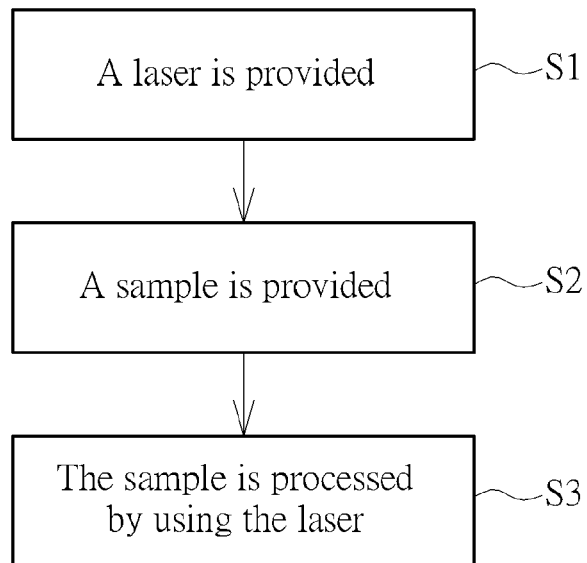 A laser is provided
S1
A sample is provided
S2
The sample is processed
by using the laser
S3